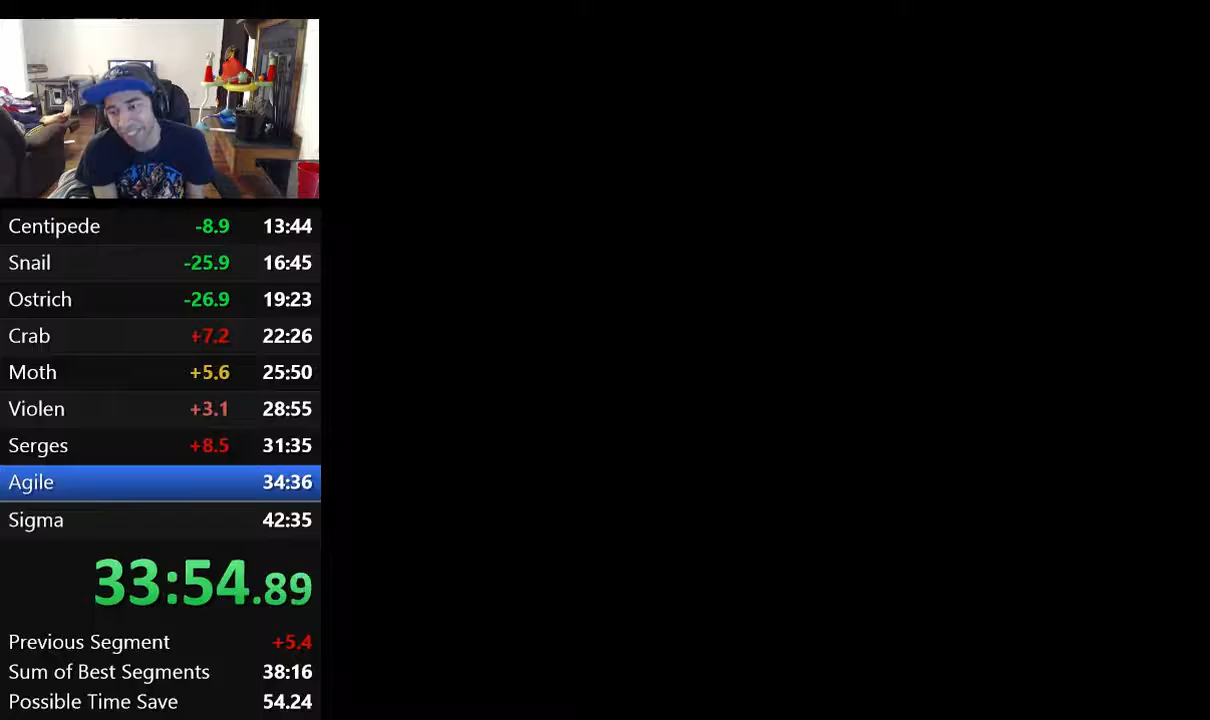 Centipede -8.9 13:44
Snail -25.9 16:45
Ostrich -26.9 19:23
Crab +7.2 22:26
Moth +5.6 25:50
Violen +3.1 28:55
Serges +8.5 31:35
Agile 34:36
Sigma 42:35
33:54.89
Previous Segment +5.4
Sum of Best Segments 38:16
Possible Time Save 54.24